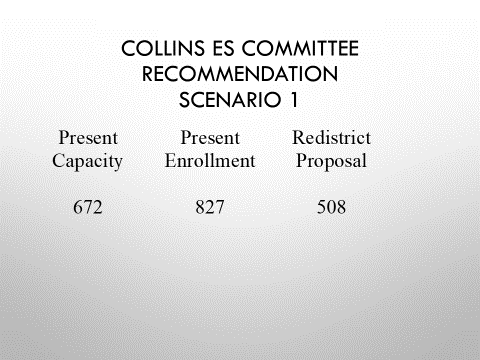 COLLINS ES COMMITTEE
RECOMMENDATION
SCENARIO 1
Present Present Redistrict
Capacity Enrollment Proposal
672 827 508